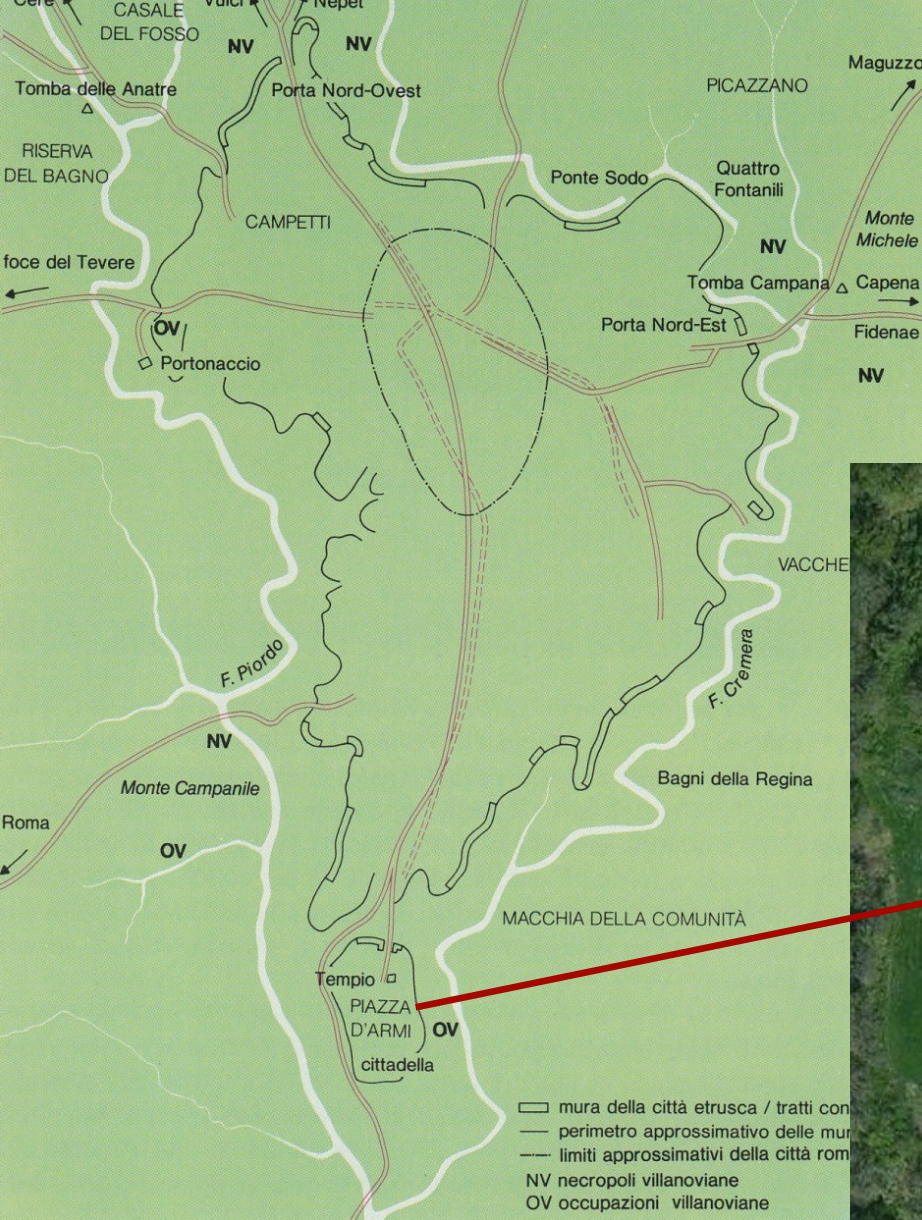 Cere
CASALE
DEL FOSSO
Vulci
Nepet
NV
NV
Tomba delle Anatre
Porta Nord-Ovest
PICAZZANO
Maguzzo
RISERVA
DEL BAGNO
Ponte Sodo
Quattro
Fontanili
CAMPETTI
Monte
Michele
NV
foce del Tevere
Tomba Campana
Capena
OV
Porta Nord-Est
Fidenae
Portonaccio
NV
VACCHE
F. Piordo
F. Cremera
NV
Monte Campanile
Bagni della Regina
Roma
OV
MACCHIA DELLA COMUNITÀ
Tempio
PIAZZA
D'ARMI
OV
cittadella
mura della città etrusca / tratti con
perimetro approssimativo delle mur
limiti approssimativi della città rom
NV necropoli villanoviane
OV occupazioni villanoviane